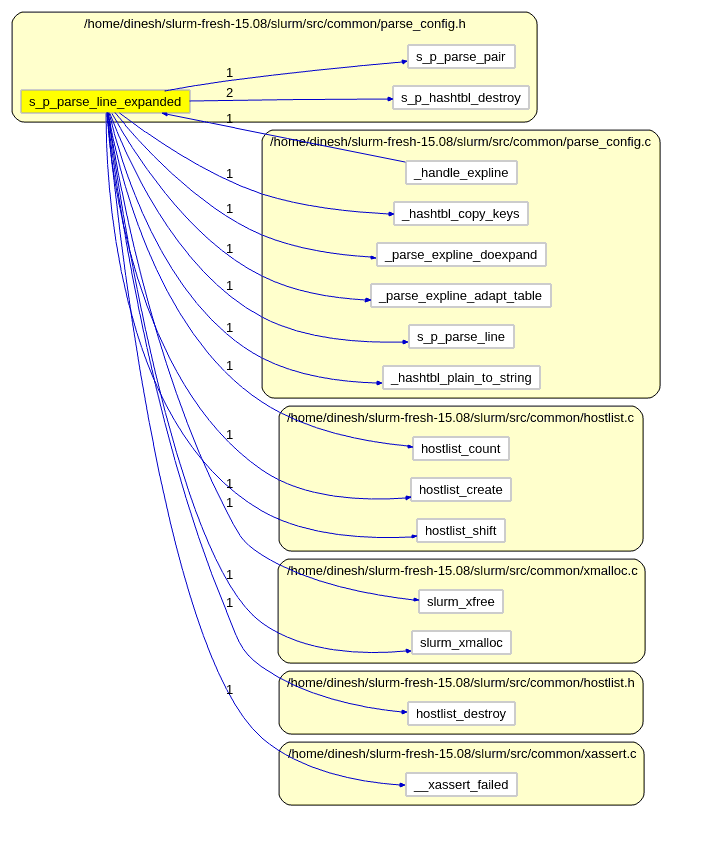 /home/dinesh/slurm-fresh-15.08/slurm/src/common/parse_config.h
s_p_parse_pair
1
s_p_parse_line_expanded
2
s_p_hashtbl_destroy
1
/home/dinesh/slurm-fresh-15.08/slurm/src/common/parse_config.c
_handle_expline
1
_hashtbl_copy_keys
1
_parse_expline_doexpand
1
_parse_expline_adapt_table
1
s_p_parse_line
1
_hashtbl_plain_to_string
1
/home/dinesh/slurm-fresh-15.08/slurm/src/common/hostlist.c
hostlist_count
1
hostlist_create
1
hostlist_shift
1
/home/dinesh/slurm-fresh-15.08/slurm/src/common/xmalloc.c
slurm_xfree
1
slurm_xmalloc
1
/home/dinesh/slurm-fresh-15.08/slurm/src/common/hostlist.h
hostlist_destroy
1
/home/dinesh/slurm-fresh-15.08/slurm/src/common/xassert.c
__xassert_failed